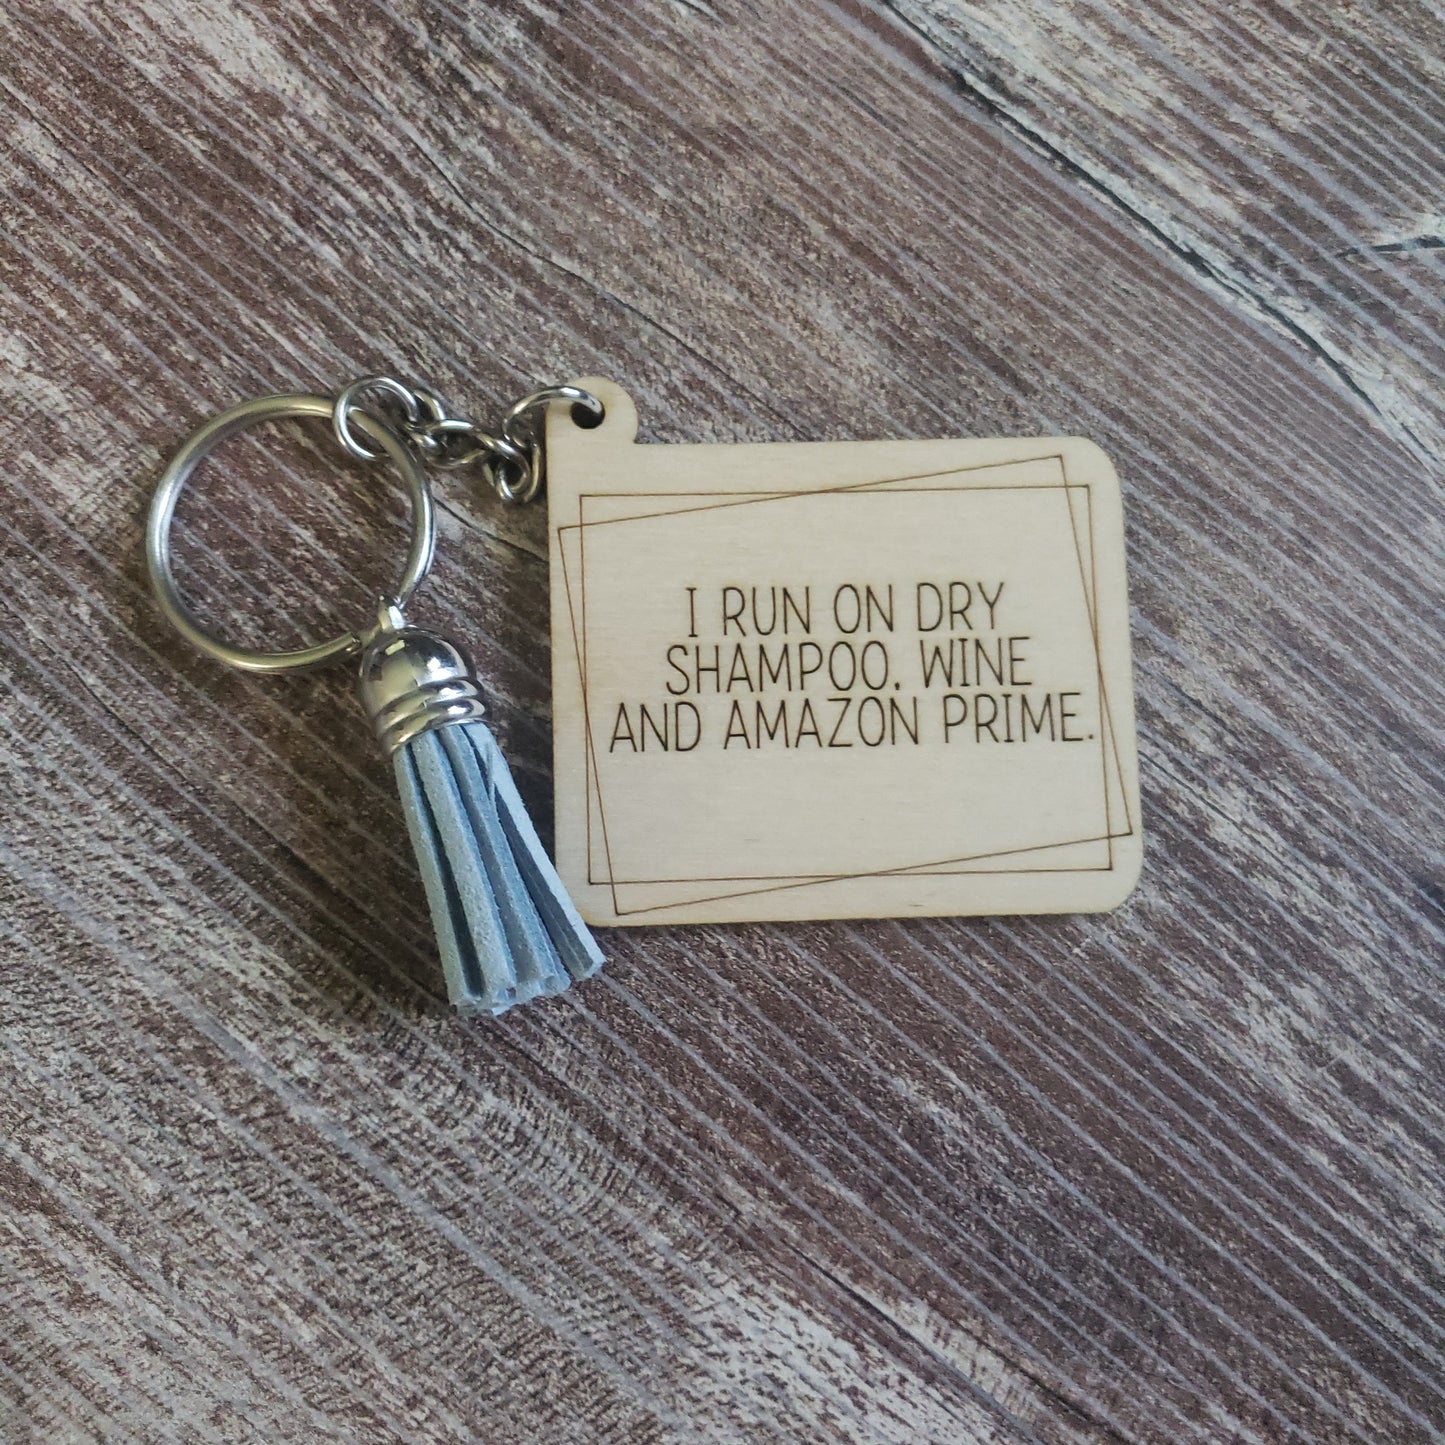 I RUN ON DRY
SHAMPOO, WINE
AND AMAZON PRIME.